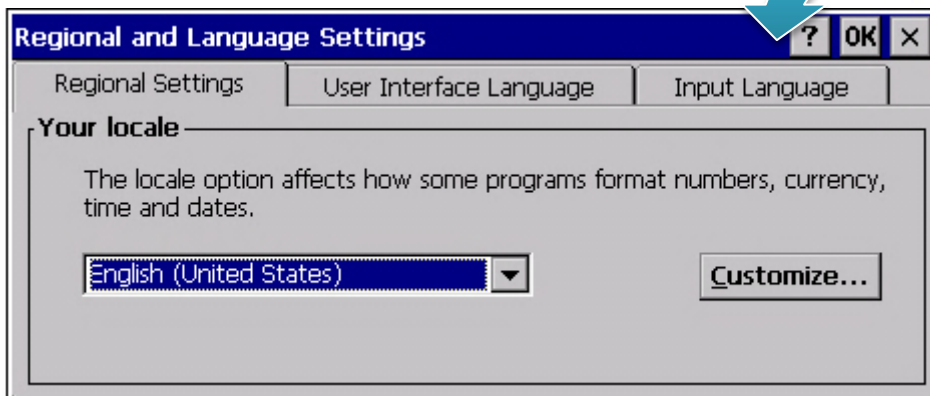 Regional and Language Settings ? OK ×
Regional Settings User Interface Language Input Language
Your locale
The locale option affects how some programs format numbers, currency,
time and dates.
English (United States) Customize...